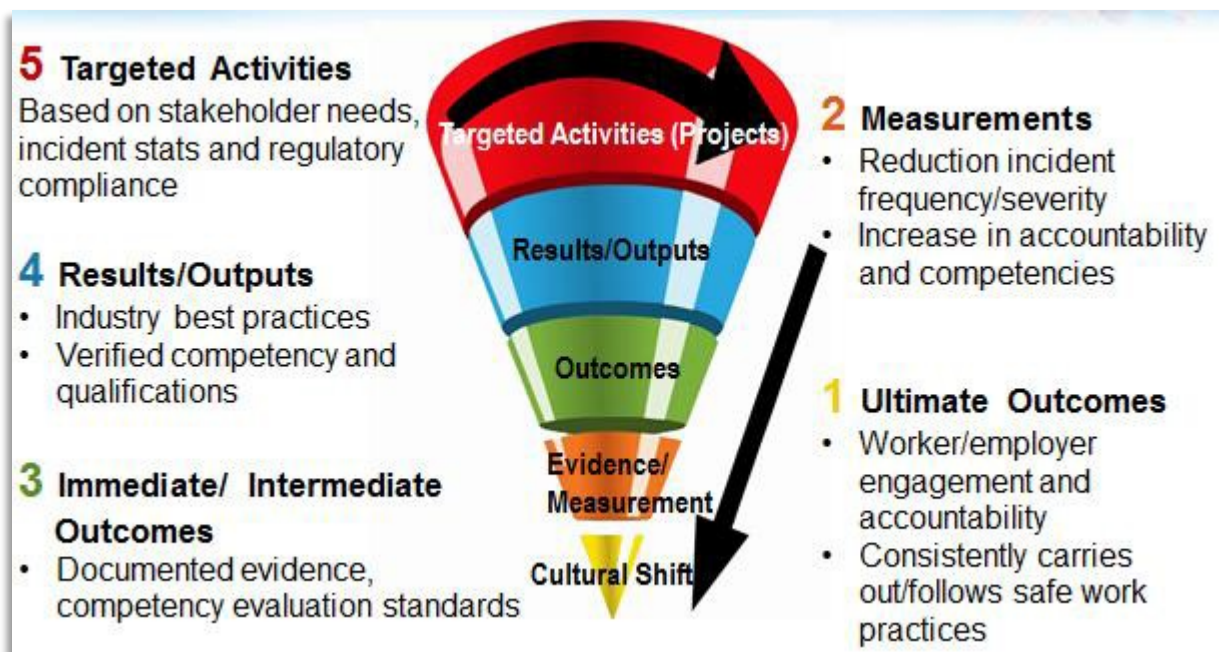 5 Targeted Activities
Based on stakeholder needs,
incident stats and regulatory
compliance
4 Results/Outputs
• Industry best practices
• Verified competency and
qualifications
3 Immediate/ Intermediate
Outcomes
• Documented evidence,
competency evaluation standards
Targeted Activities (Projects)
Results/Outputs
Outcomes
Evidence/
Measurement
Cultural Shift
2 Measurements
• Reduction incident
frequency/severity
• Increase in accountability
and competencies
1 Ultimate Outcomes
• Worker/employer
engagement and
accountability
• Consistently carries
out/follows safe work
practices